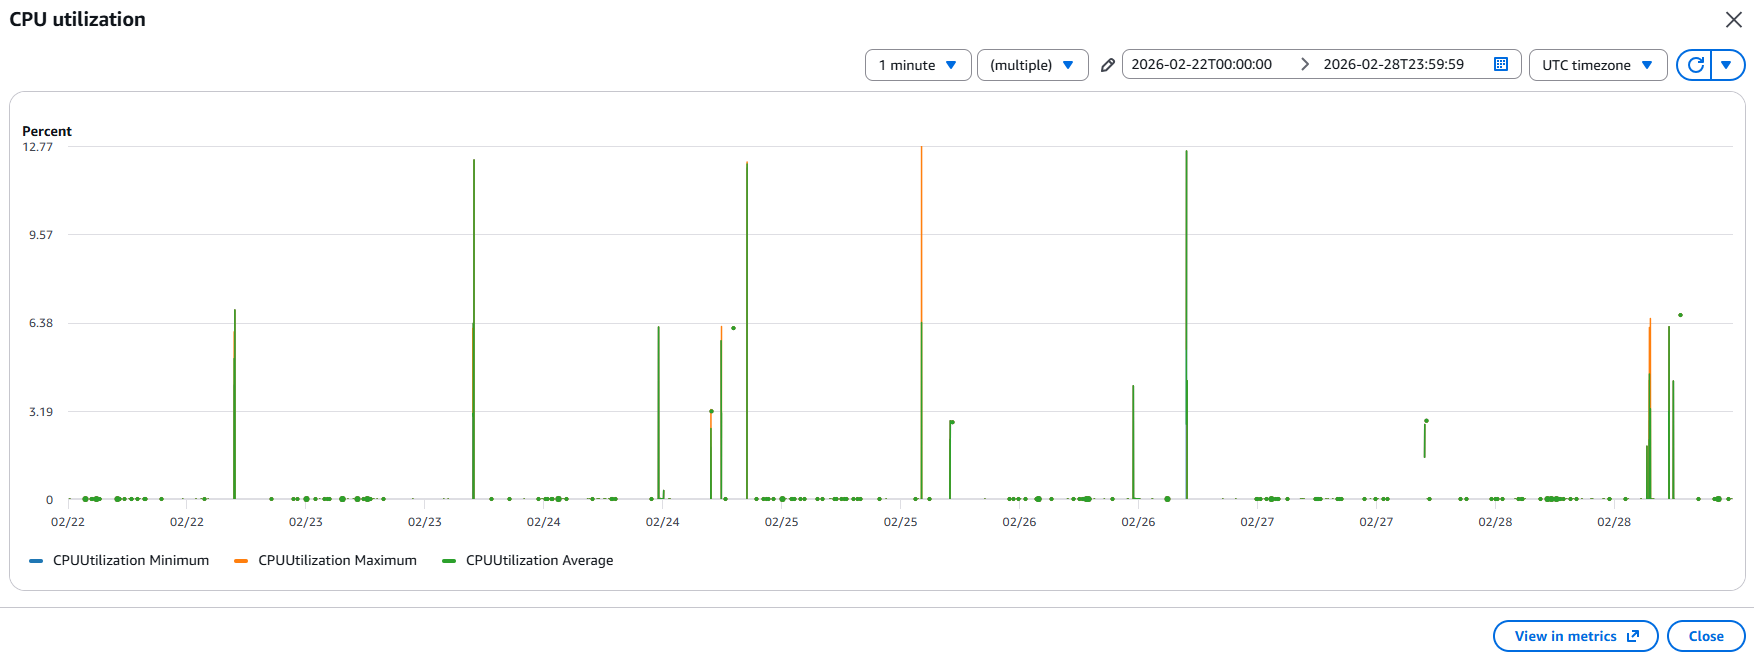 CPU utilization
1 minute (multiple) 2026-02-22T00:00:00 2026-02-28T23:59:59 UTC timezone
Percent
12.77
9.57
6.38
3.19
0
02/22 02/22 02/23 02/23 02/24 02/24 02/25 02/25 02/26 02/26 02/27 02/27 02/28 02/28
CPUUtilization Minimum CPUUtilization Maximum CPUUtilization Average
View in metrics Close